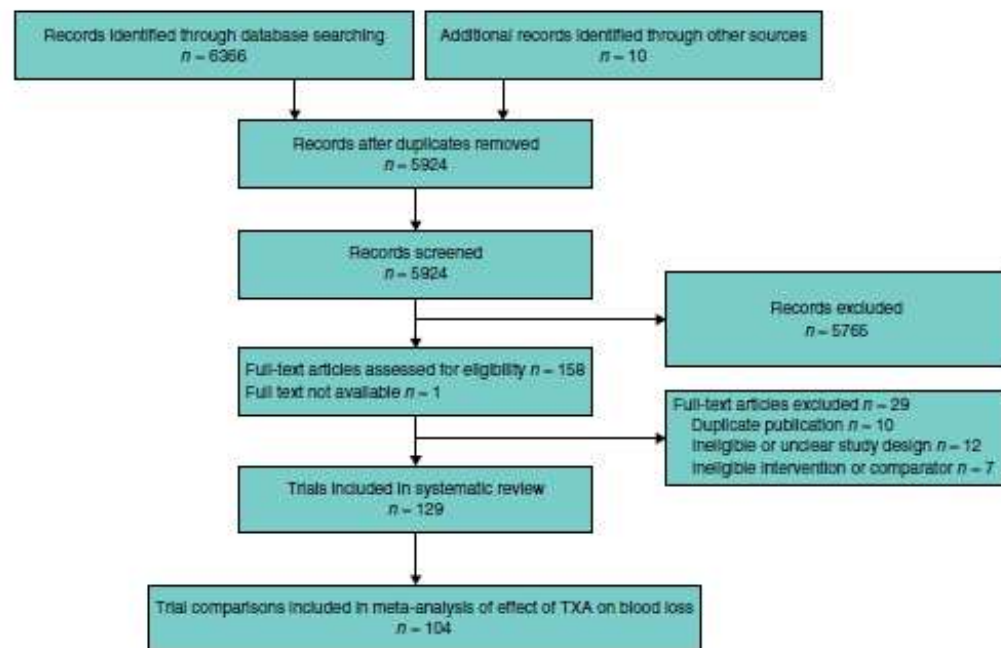 Records identified through database searching
n = 6366
Additional records identified through other sources
n = 10
Records after duplicates removed
n = 5924
Records screened
n = 5924
Records excluded
n = 5765
Full-text articles assessed for eligibility n = 158
Full text not available n = 1
Full-text articles excluded n = 29
Duplicate publication n = 10
Ineligible or unclear study design n = 12
Ineligible intervention or comparator n = 7
Trials included in systematic review
n = 129
Trial comparisons included in meta-analysis of effect of TXA on blood loss
n = 104